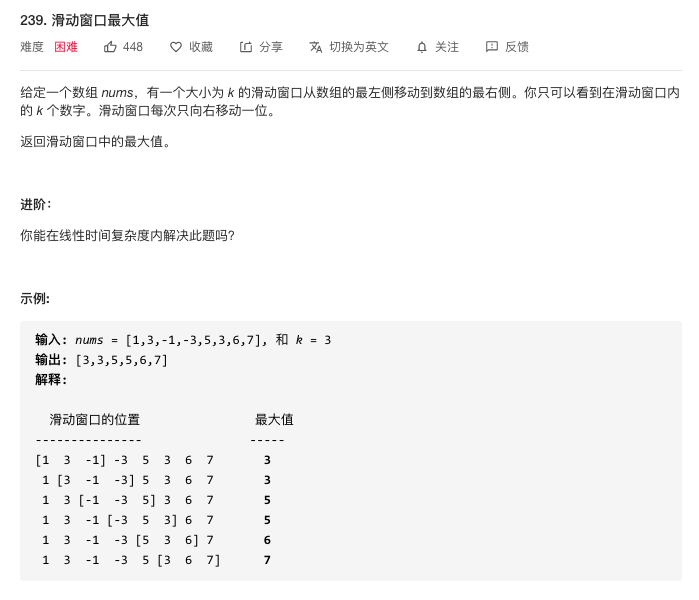 239. 滑动窗口最大值
难度 困难 448 收藏 分享 切换为英文 关注 反馈
给定一个数组 nums，有一个大小为 k 的滑动窗口从数组的最左侧移动到数组的最右侧。你只可以看到在滑动窗口内
的 k 个数字。滑动窗口每次只向右移动一位。
返回滑动窗口中的最大值。
进阶：
你能在线性时间复杂度内解决此题吗？
示例:
输入: nums = [1,3,-1,-3,5,3,6,7], 和 k = 3
输出: [3,3,5,5,6,7]
解释:
滑动窗口的位置 最大值
--------------- -----
[1 3 -1] -3 5 3 6 7 3
1 [3 -1 -3] 5 3 6 7 3
1 3 [-1 -3 5] 3 6 7 5
1 3 -1 [-3 5 3] 6 7 5
1 3 -1 -3 [5 3 6] 7 6
1 3 -1 -3 5 [3 6 7] 7